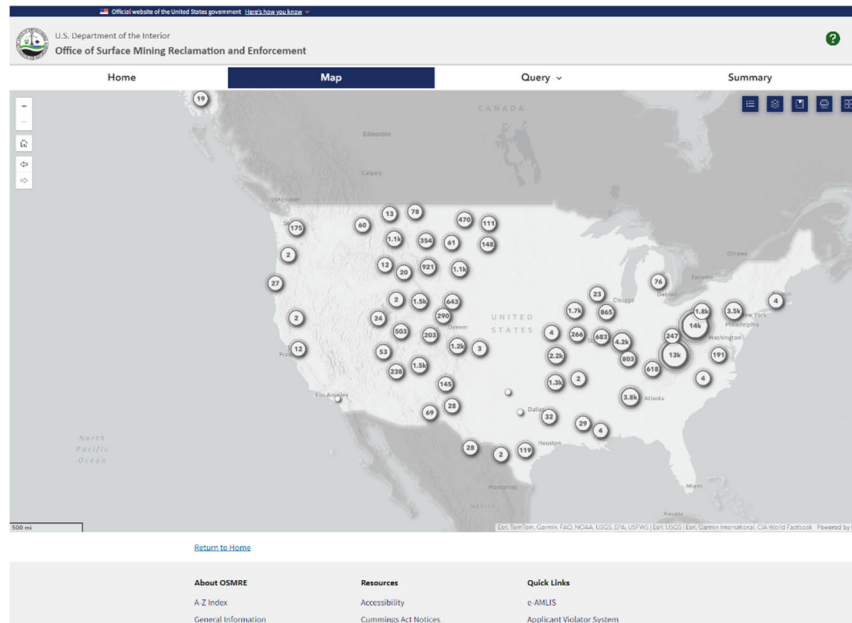 Official website of the United States government Here's how you know
U.S. Department of the Interior
Office of Surface Mining Reclamation and Enforcement
Home Map Query Summary
19
CANADA
Edmonton
Calgary
13 78
60 470 111
175
1.1k 354 61 148
2
12 20 921 1.1k
27
76
Ottawa
Toronto
2 1.5k 643
23
Chicago
Detroit
4
2 24 290
1.7k 865
1.8k 3.5k
New York
Philadelphia
UNITED
STATES
14k
503 202
Denver
4 266 683 4.2k
247
Washington
12 53
1.2k 3
2.2k 803 13k 191
238 1.5k
618
145
1.3k 2
4
Los Angeles
3.8k
Atlanta
69 28
Dallas
32 29 4
28 2 119
Houston
North
Pacific
Ocean
Monterrey
Miami
MÉXICO
500 mi
Esri, TomTom, Garmin, FAO, NOAA, USGS, EPA, USFWS | Esri, USGS | Esri, Garmin International, CIA World Factbook Powered by
Return to Home
About OSMRE Resources Quick Links
A-Z Index Accessibility e-AMLIS
General Information Cummings Act Notices Applicant Violator System